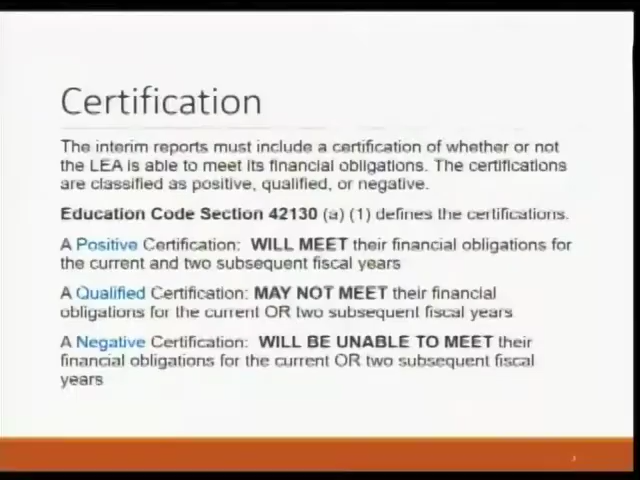 Certification
The interim reports must include a certification of whether or not
the LEA is able to meet its financial obligations. The certifications
are classified as positive, qualified, or negative.
Education Code Section 42130 (a) (1) defines the certifications.
A Positive Certification: WILL MEET their financial obligations for
the current and two subsequent fiscal years
A Qualified Certification: MAY NOT MEET their financial
obligations for the current OR two subsequent fiscal years
A Negative Certification: WILL BE UNABLE TO MEET their
financial obligations for the current OR two subsequent fiscal
years